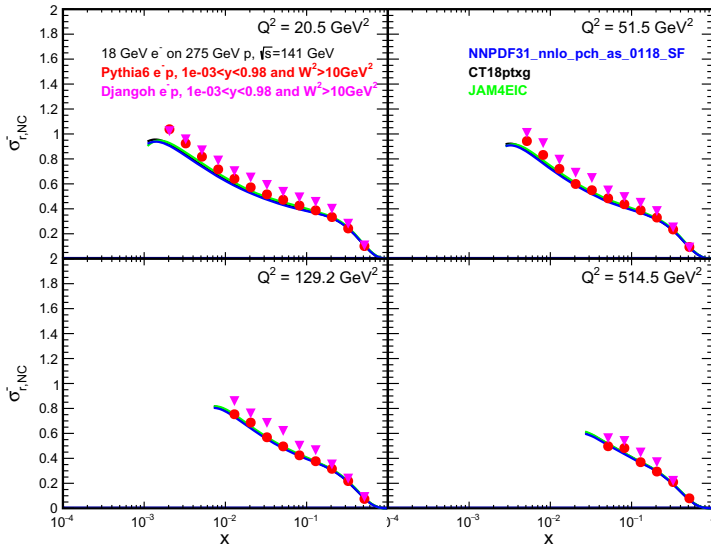 Q² = 20.5 GeV²
Q² = 51.5 GeV²
18 GeV e⁻ on 275 GeV p, √s=141 GeV
Pythia6 e⁻p, 1e-03<y<0.98 and W²>10GeV²
Djangoh e⁻p, 1e-03<y<0.98 and W²>10GeV²
NNPDF31_nnlo_pch_as_0118_SF
CT18ptxg
JAM4EIC
σ⁻r,NC
2
1.8
1.6
1.4
1.2
1
0.8
0.6
0.4
0.2
Q² = 129.2 GeV²
Q² = 514.5 GeV²
σ⁻r,NC
2
1.8
1.6
1.4
1.2
1
0.8
0.6
0.4
0.2
0
10⁻⁴ 10⁻³ 10⁻² 10⁻¹ 10⁻⁴ 10⁻³ 10⁻² 10⁻¹
x x